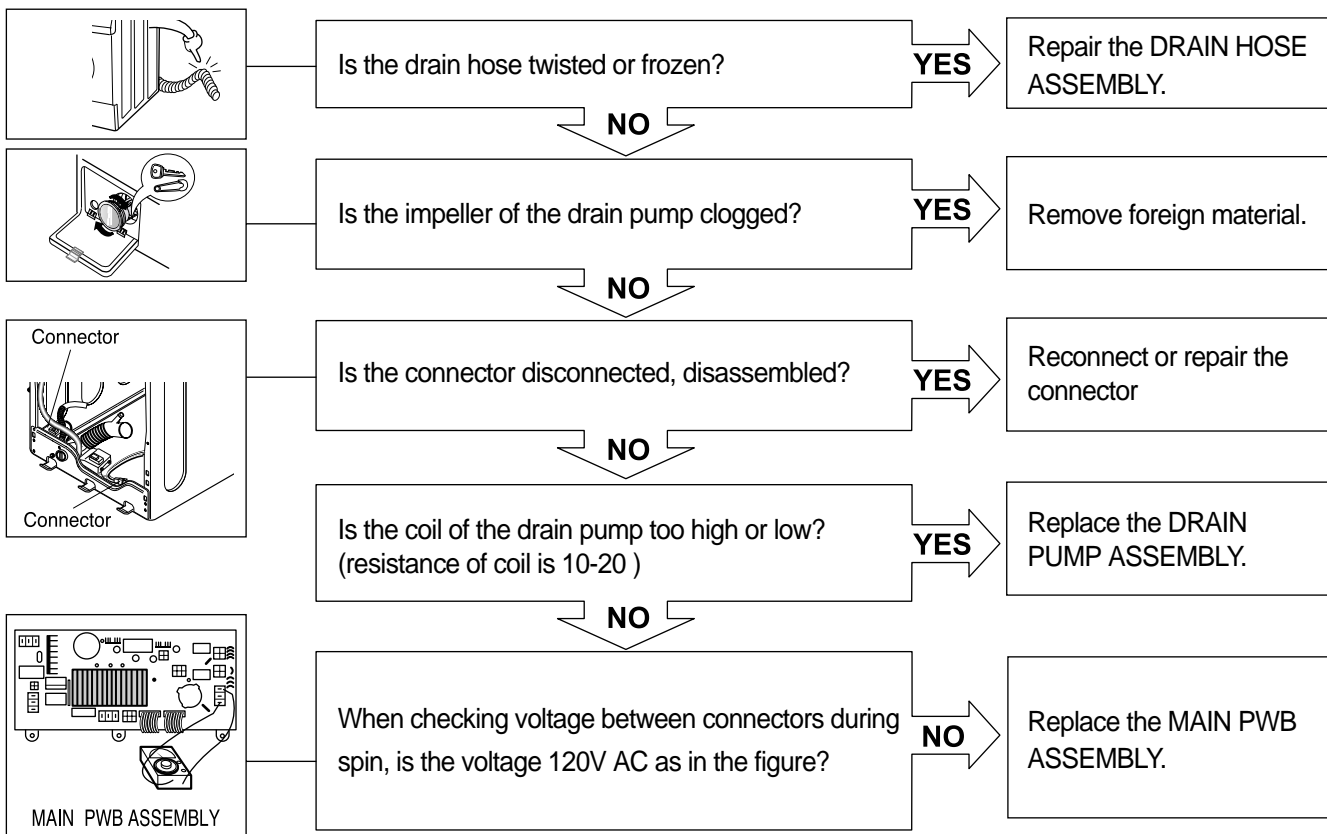 Is the drain hose twisted or frozen?
YES
Repair the DRAIN HOSE
ASSEMBLY.
NO
Is the impeller of the drain pump clogged?
YES
Remove foreign material.
NO
Connector
Connector
Is the connector disconnected, disassembled?
YES
Reconnect or repair the
connector
NO
Is the coil of the drain pump too high or low?
(resistance of coil is 10-20 )
YES
Replace the DRAIN
PUMP ASSEMBLY.
NO
MAIN PWB ASSEMBLY
When checking voltage between connectors during
spin, is the voltage 120V AC as in the figure?
NO
Replace the MAIN PWB
ASSEMBLY.